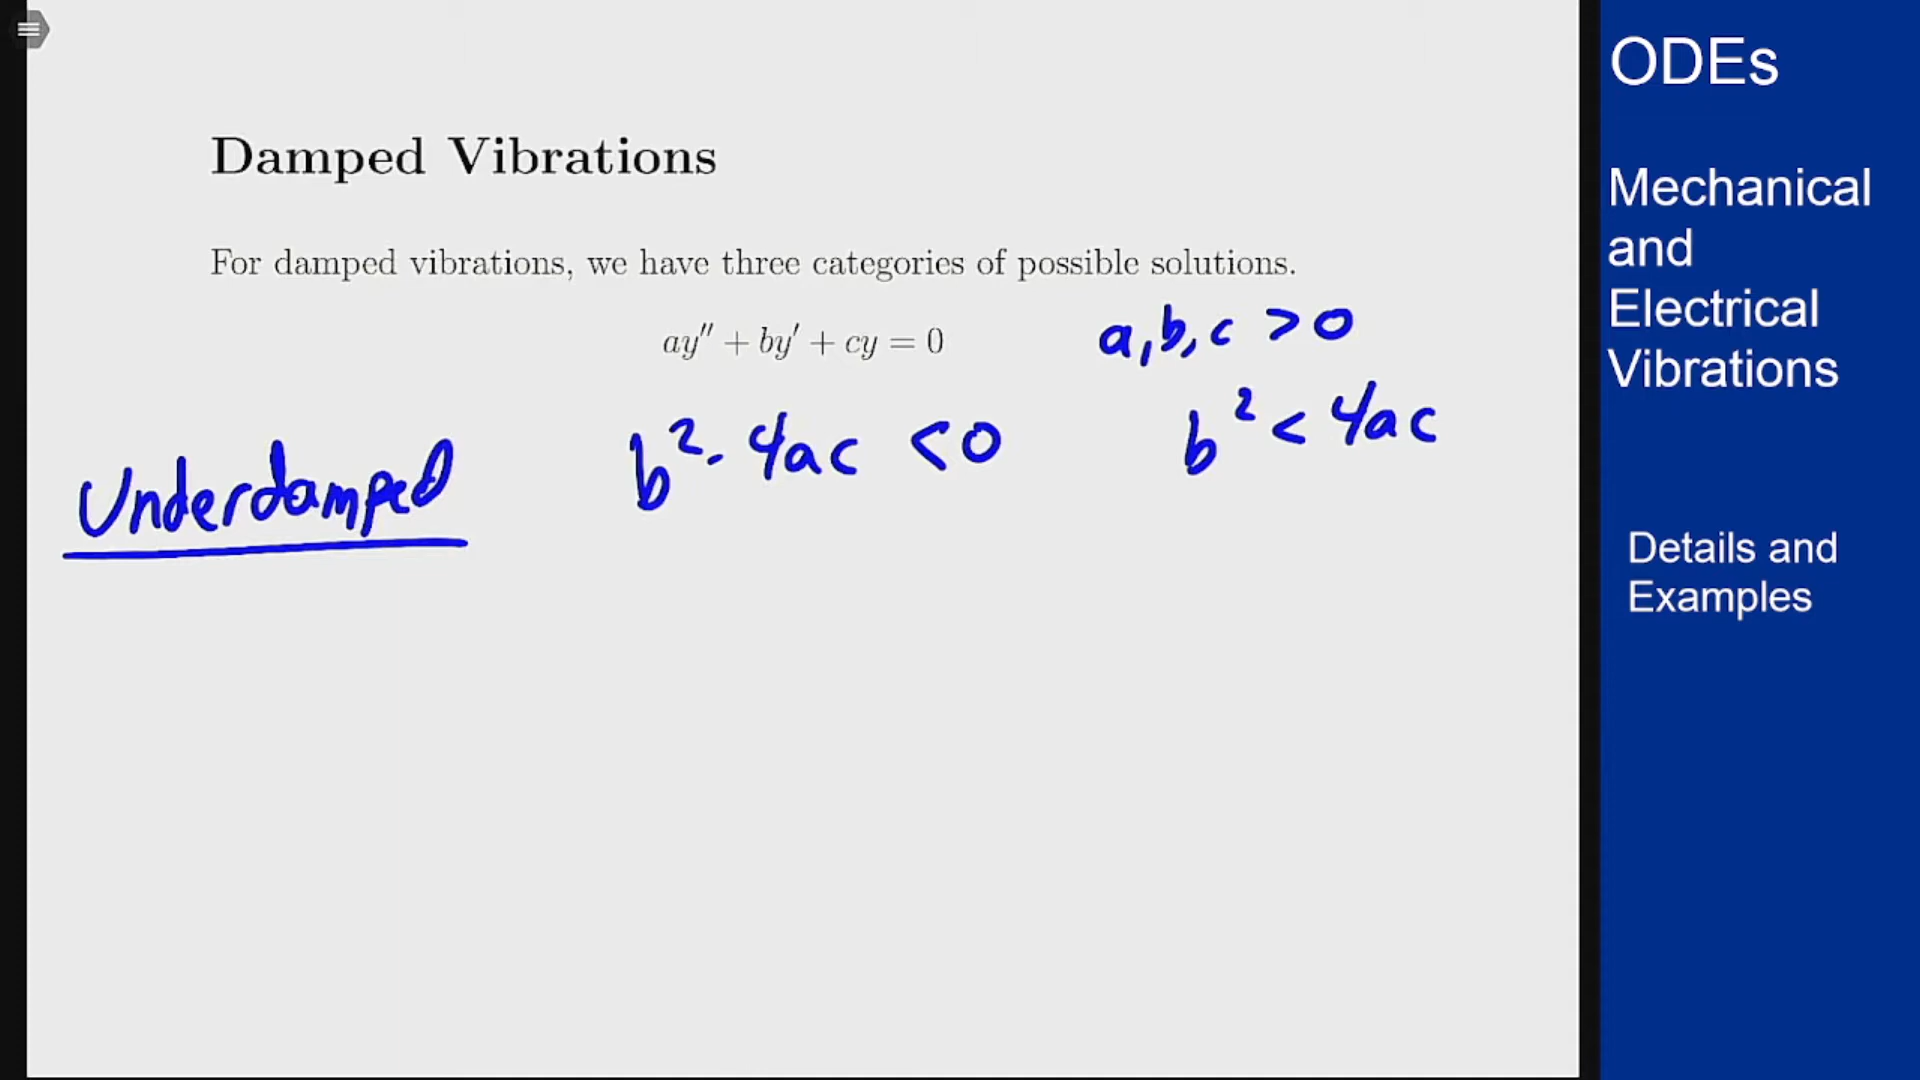 Damped Vibrations
For damped vibrations, we have three categories of possible solutions.
ay'' + by' + cy = 0
a, b, c > 0
b² - 4ac < 0
b² < 4ac
Underdamped
ODEs
Mechanical
and
Electrical
Vibrations
Details and
Examples